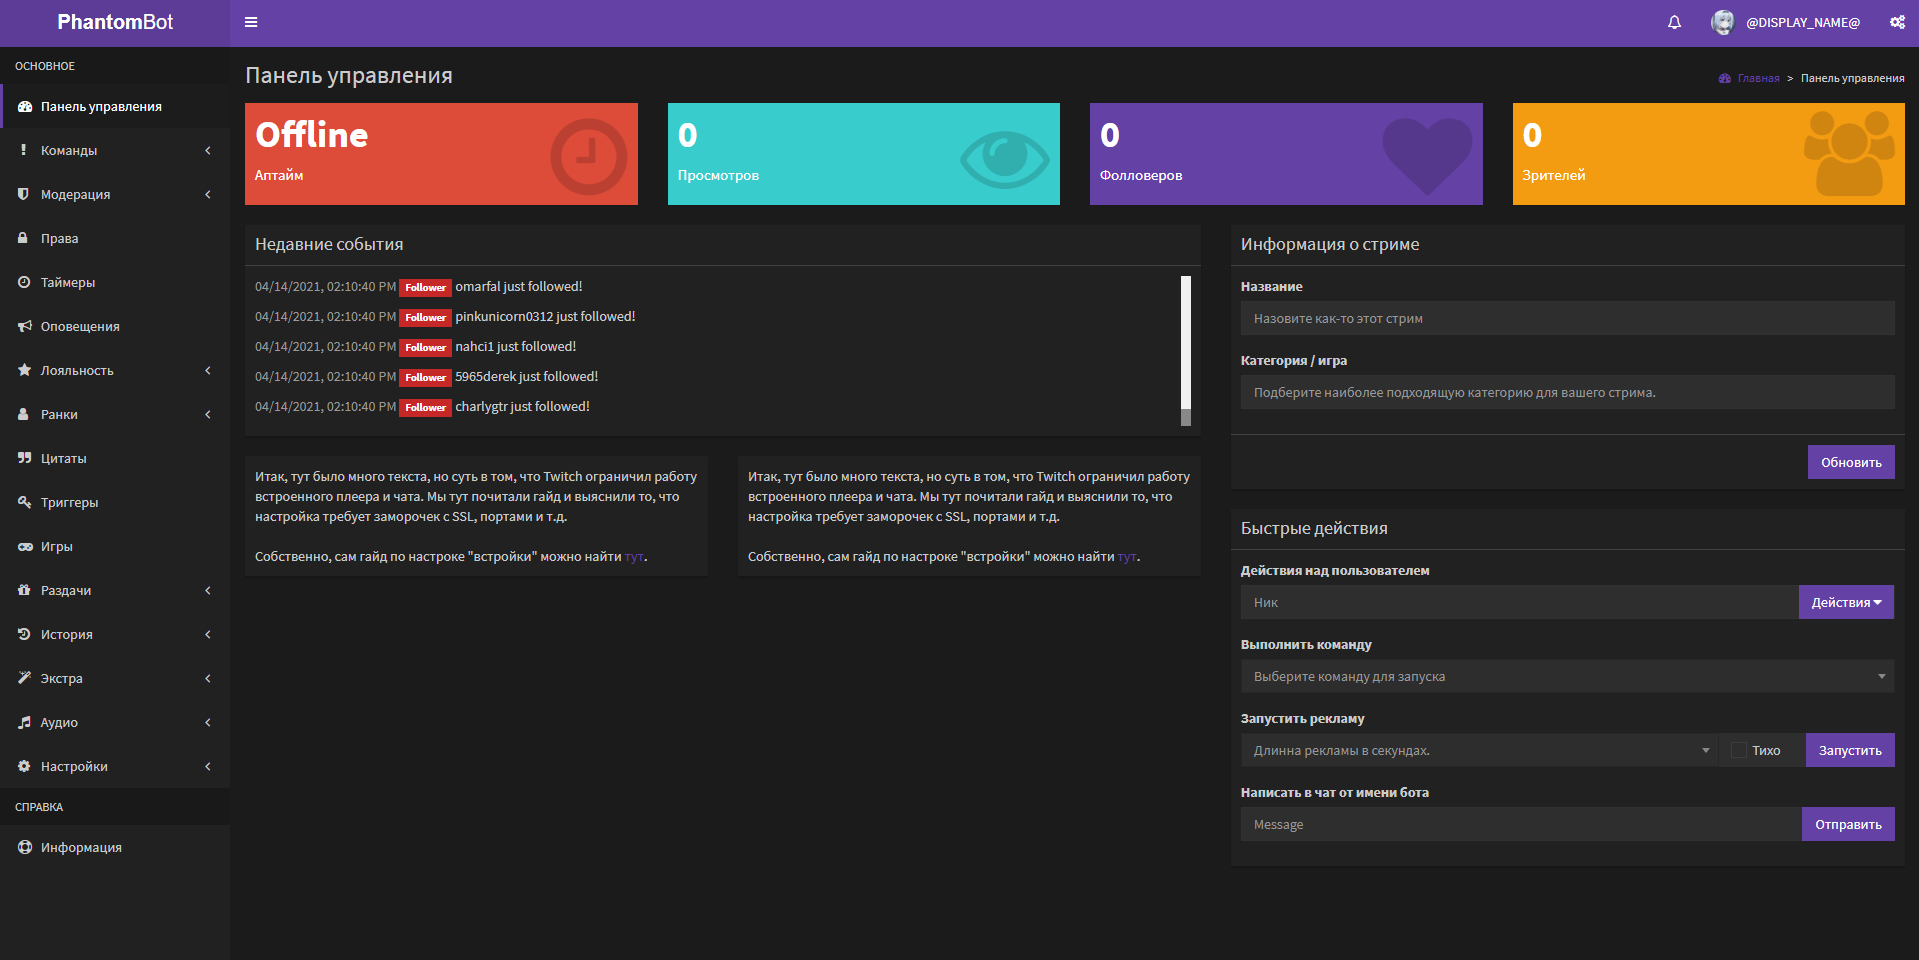 PhantomBot
@DISPLAY_NAME@
ОСНОВНОЕ
Панель управления
Команды
Модерация
Права
Таймеры
Оповещения
Лояльность
Ранки
Цитаты
Триггеры
Игры
Раздачи
История
Экстра
Аудио
Настройки
СПРАВКА
Информация
Панель управления
Главная > Панель управления
Offline
Аптайм
0
Просмотров
0
Фолловеров
0
Зрителей
Недавние события
04/14/2021, 02:10:40 PM Follower omarfal just followed!
04/14/2021, 02:10:40 PM Follower pinkunicorn0312 just followed!
04/14/2021, 02:10:40 PM Follower nahci1 just followed!
04/14/2021, 02:10:40 PM Follower 5965derek just followed!
04/14/2021, 02:10:40 PM Follower charlygtr just followed!
Итак, тут было много текста, но суть в том, что Twitch ограничил работу
встроенного плеера и чата. Мы тут почитали гайд и выяснили то, что
настройка требует заморочек с SSL, портами и т.д.
Собственно, сам гайд по настроке "встройки" можно найти тут.
Итак, тут было много текста, но суть в том, что Twitch ограничил работу
встроенного плеера и чата. Мы тут почитали гайд и выяснили то, что
настройка требует заморочек с SSL, портами и т.д.
Собственно, сам гайд по настроке "встройки" можно найти тут.
Информация о стриме
Название
Назовите как-то этот стрим
Категория / игра
Подберите наиболее подходящую категорию для вашего стрима.
Обновить
Быстрые действия
Действия над пользователем
Ник
Действия
Выполнить команду
Выберите команду для запуска
Запустить рекламу
Длинна рекламы в секундах.
Тихо
Запустить
Написать в чат от имени бота
Message
Отправить